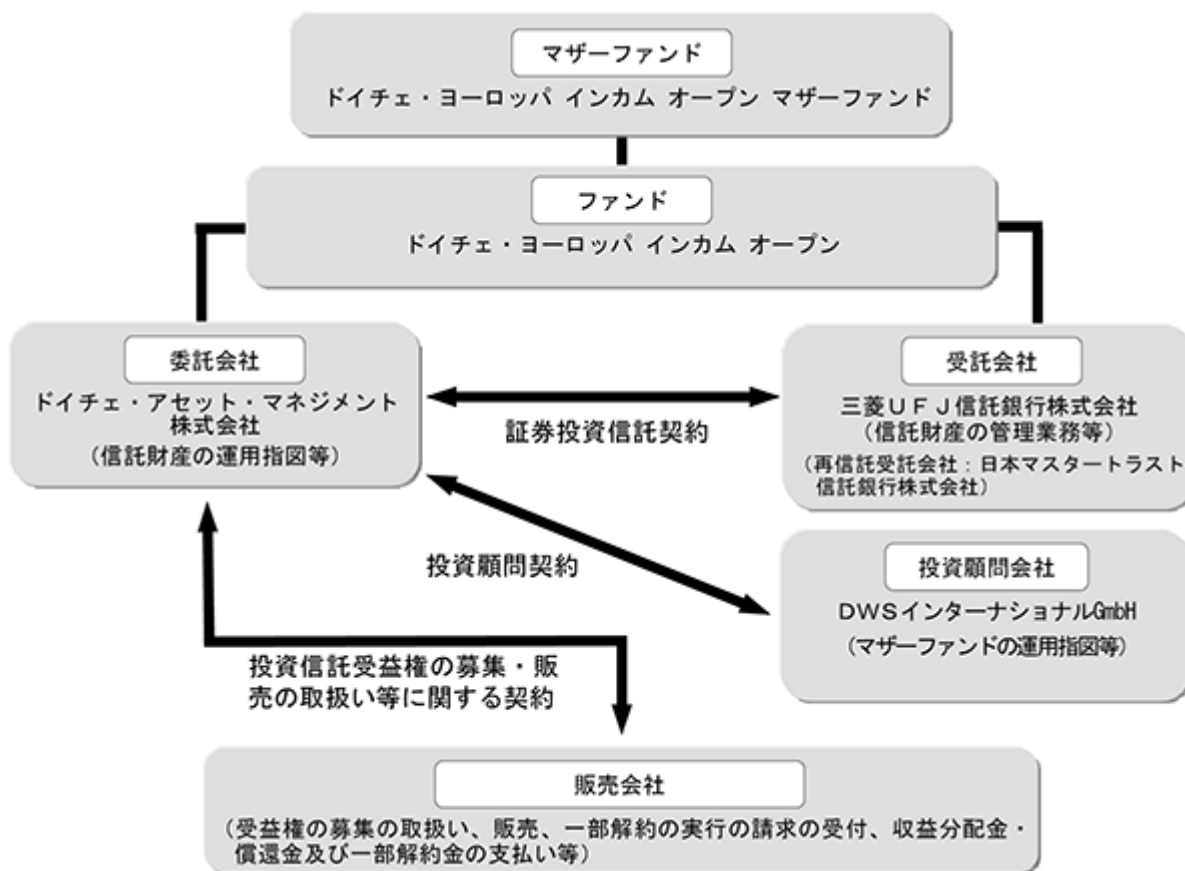 マザーファンド
ドイチェ・ヨーロッパ インカム オープン マザーファンド
ファンド
ドイチェ・ヨーロッパ インカム オープン
委託会社
ドイチェ・アセット・マネジメント
株式会社
(信託財産の運用指図等)
証券投資信託契約
受託会社
三菱UFJ信託銀行株式会社
(信託財産の管理業務等)
(再信託受託会社:日本マスタートラスト
信託銀行株式会社)
投資顧問契約
投資顧問会社
DWSインターナショナルGmbH
(マザーファンドの運用指図等)
投資信託受益権の募集・販
売の取扱い等に関する契約
販売会社
(受益権の募集の取扱い、販売、一部解約の実行の請求の受付、収益分配金・
償還金及び一部解約金の支払い等)